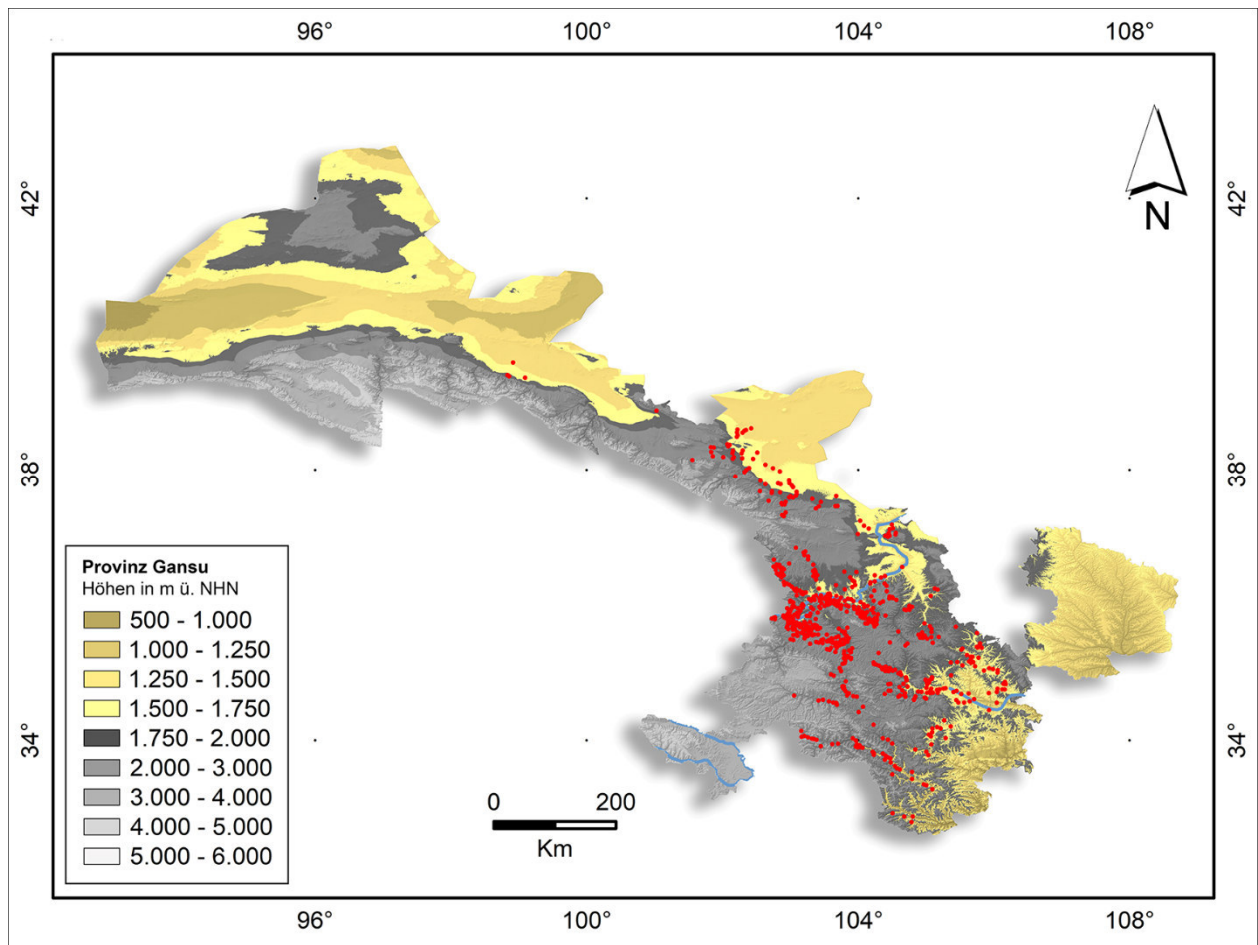 96°
100°
104°
108°
42°
42°
N
38°
38°
Provinz Gansu
Höhen in m ü. NHN
500 - 1.000
1.000 - 1.250
1.250 - 1.500
1.500 - 1.750
1.750 - 2.000
2.000 - 3.000
3.000 - 4.000
4.000 - 5.000
5.000 - 6.000
34°
34°
0
200
Km
96°
100°
104°
108°